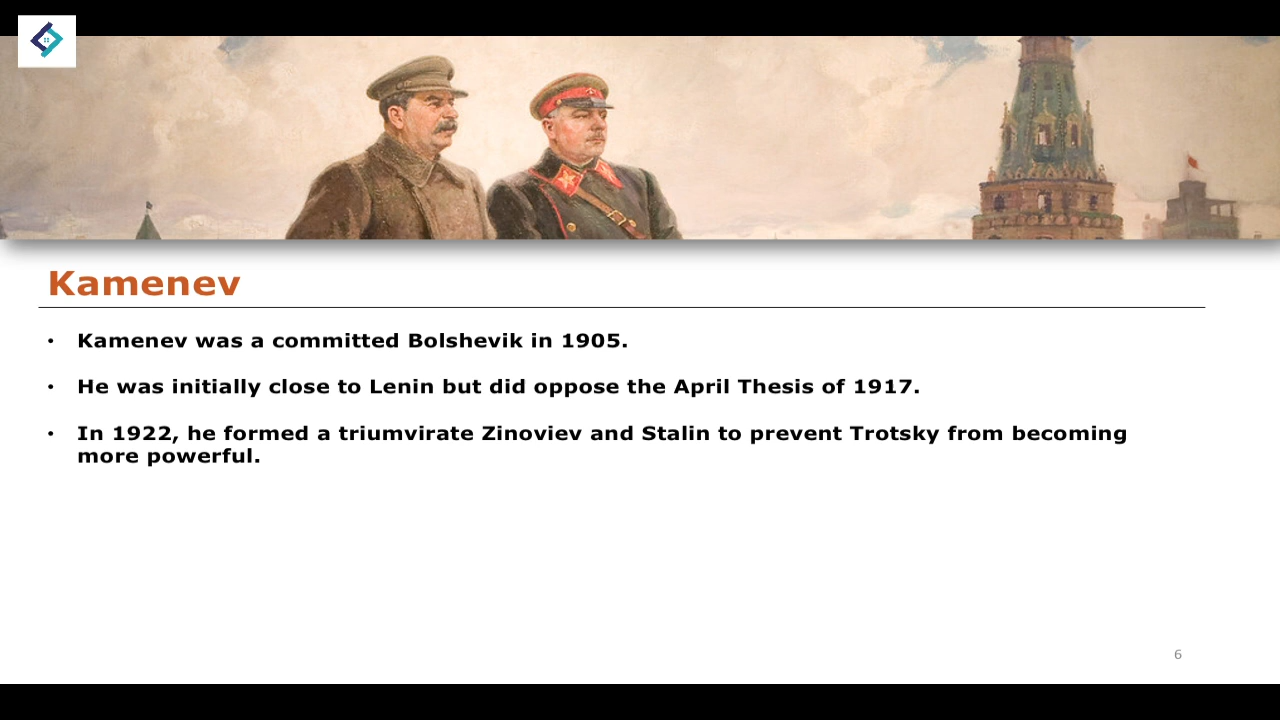 Kamenev
• Kamenev was a committed Bolshevik in 1905.
• He was initially close to Lenin but did oppose the April Thesis of 1917.
• In 1922, he formed a triumvirate Zinoviev and Stalin to prevent Trotsky from becoming
more powerful.
6